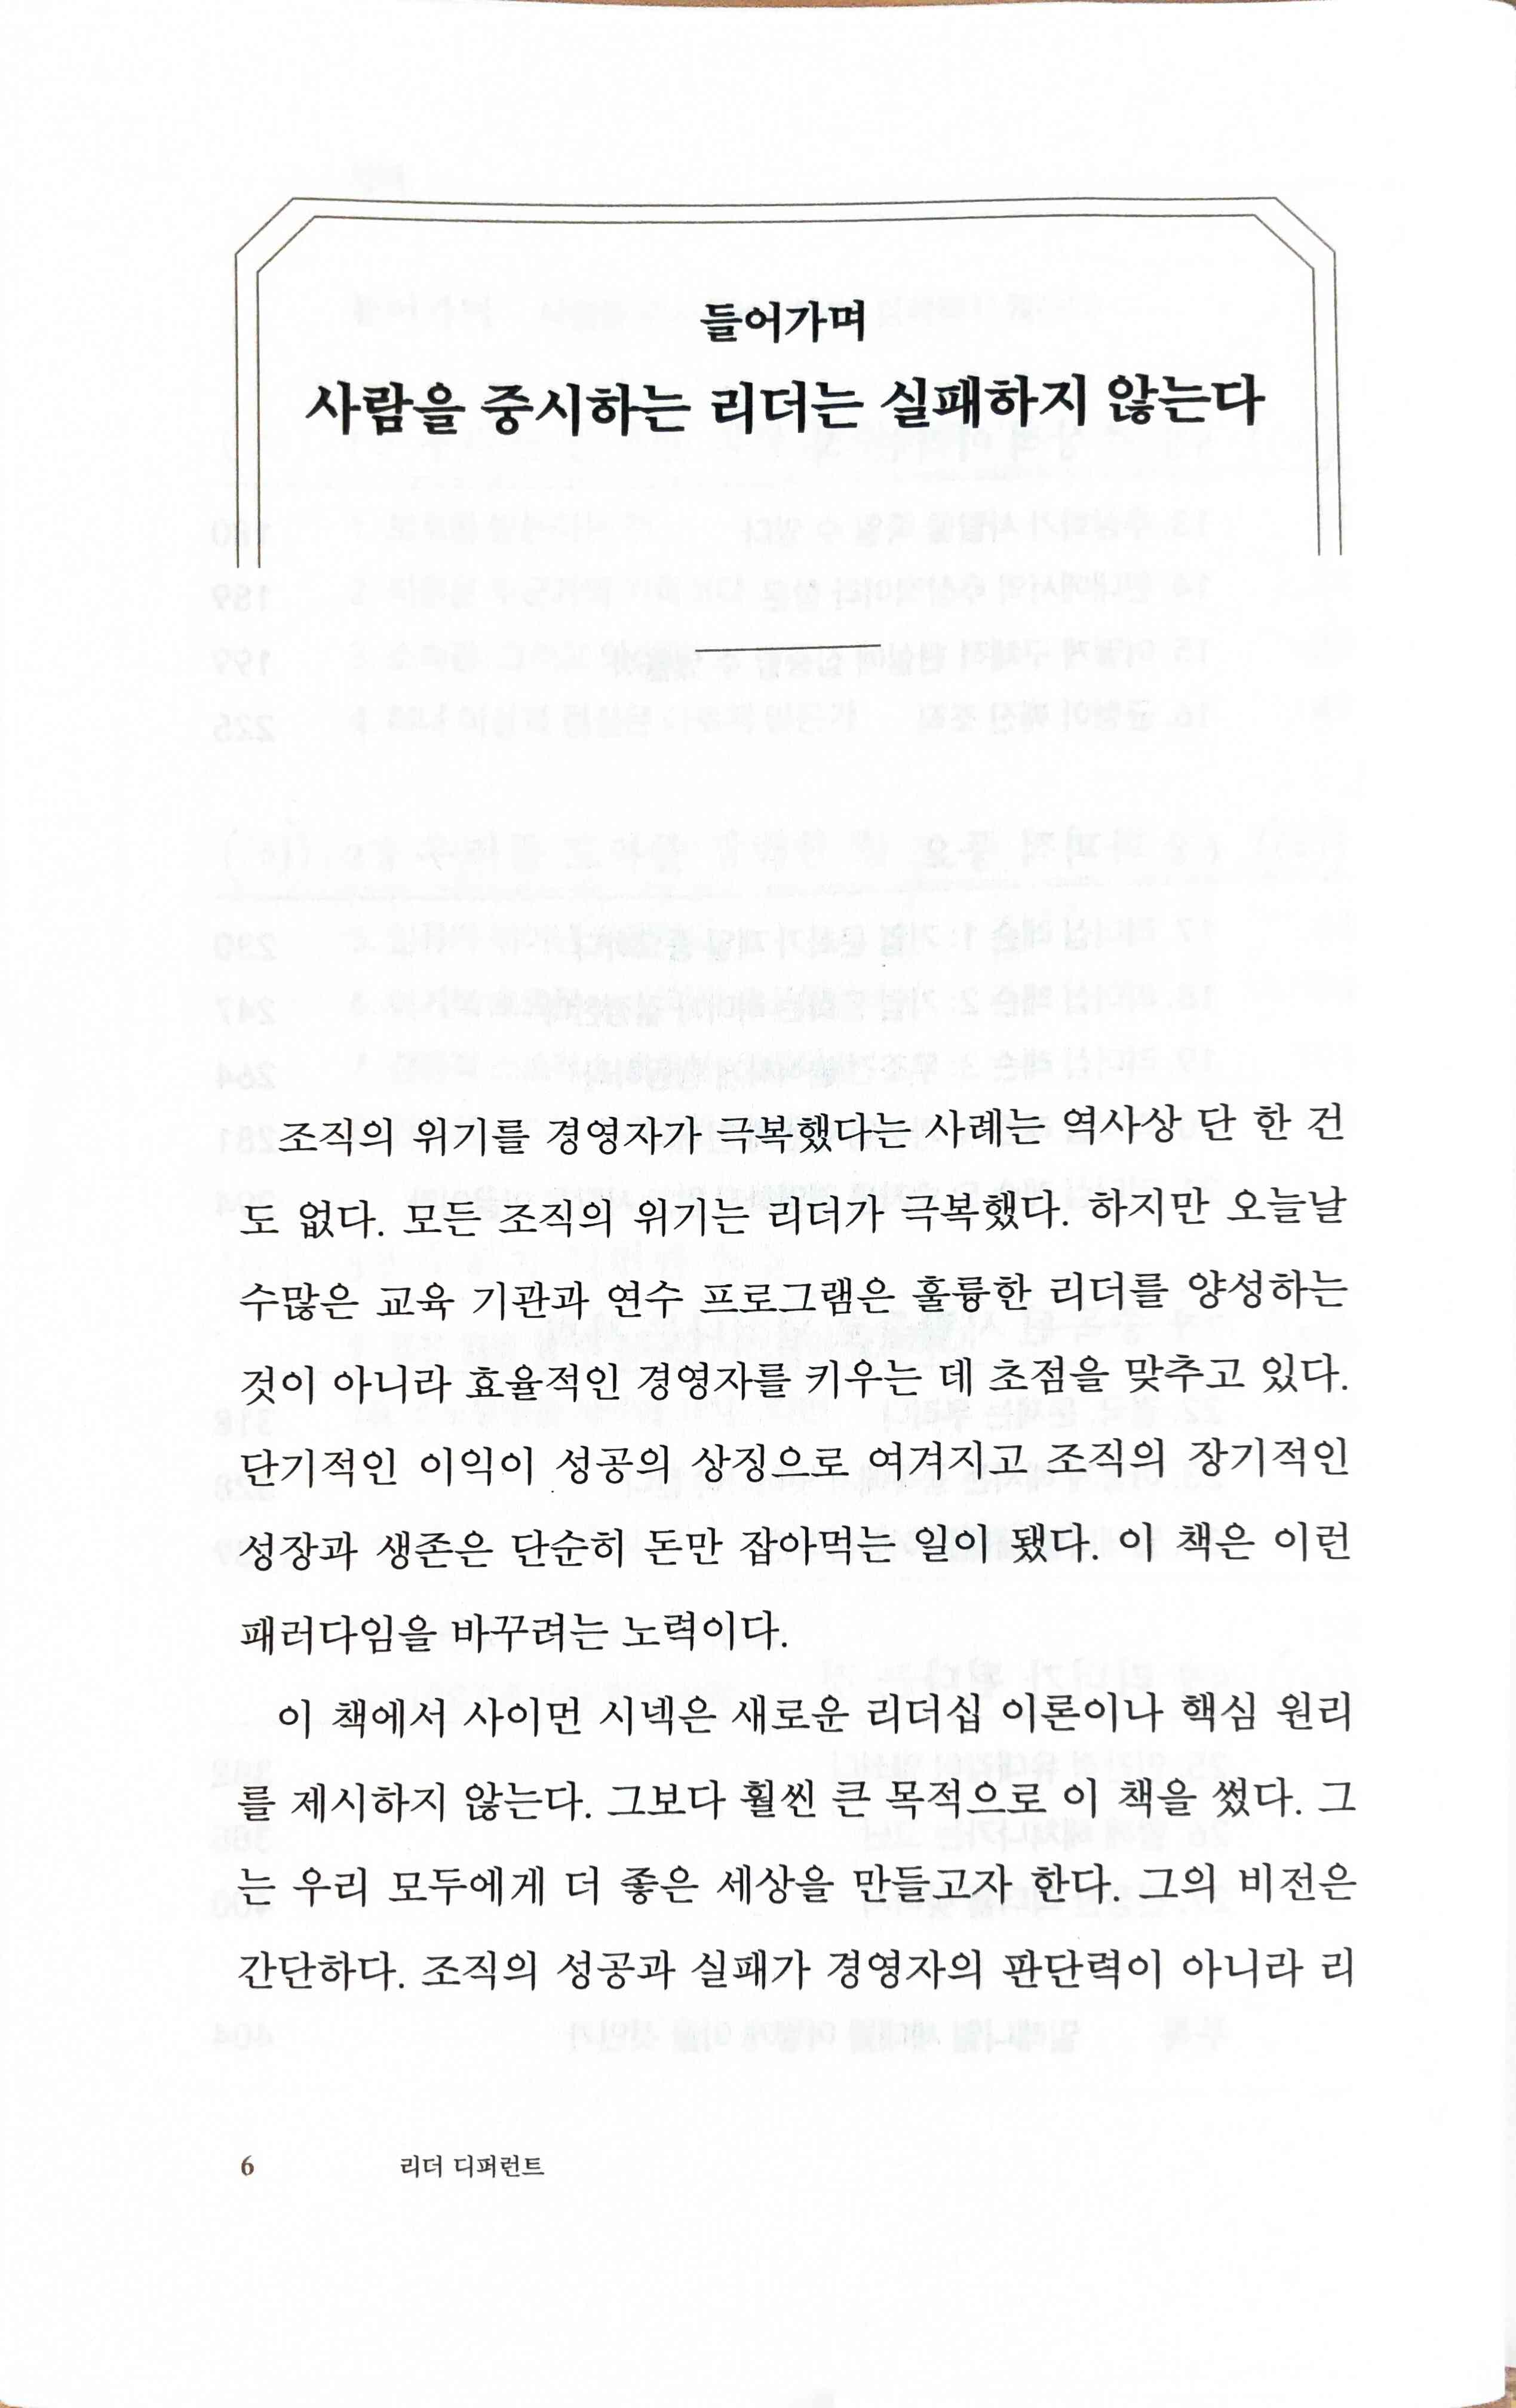 들어가며
사람을 중시하는 리더는 실패하지 않는다
조직의 위기를 경영자가 극복했다는 사례는 역사상 단 한 건
도 없다. 모든 조직의 위기는 리더가 극복했다. 하지만 오늘날
수많은 교육 기관과 연수 프로그램은 훌륭한 리더를 양성하는
것이 아니라 효율적인 경영자를 키우는 데 초점을 맞추고 있다.
단기적인 이익이 성공의 상징으로 여겨지고 조직의 장기적인
성장과 생존은 단순히 돈만 잡아먹는 일이 됐다. 이 책은 이런
패러다임을 바꾸려는 노력이다.
이 책에서 사이먼 시넥은 새로운 리더십 이론이나 핵심 원리
를 제시하지 않는다. 그보다 훨씬 큰 목적으로 이 책을 썼다. 그
는 우리 모두에게 더 좋은 세상을 만들고자 한다. 그의 비전은
간단하다. 조직의 성공과 실패가 경영자의 판단력이 아니라 리
6 리더 디퍼런트